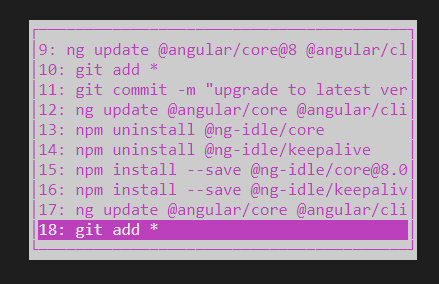 9: ng update @angular/core@8 @angular/cl
10: git add *
11: git commit -m "upgrade to latest ver
12: ng update @angular/core @angular/cli
13: npm uninstall @ng-idle/core
14: npm uninstall @ng-idle/keepalive
15: npm install --save @ng-idle/core@8.0
16: npm install --save @ng-idle/keepaliv
17: ng update @angular/core @angular/cli
18: git add *